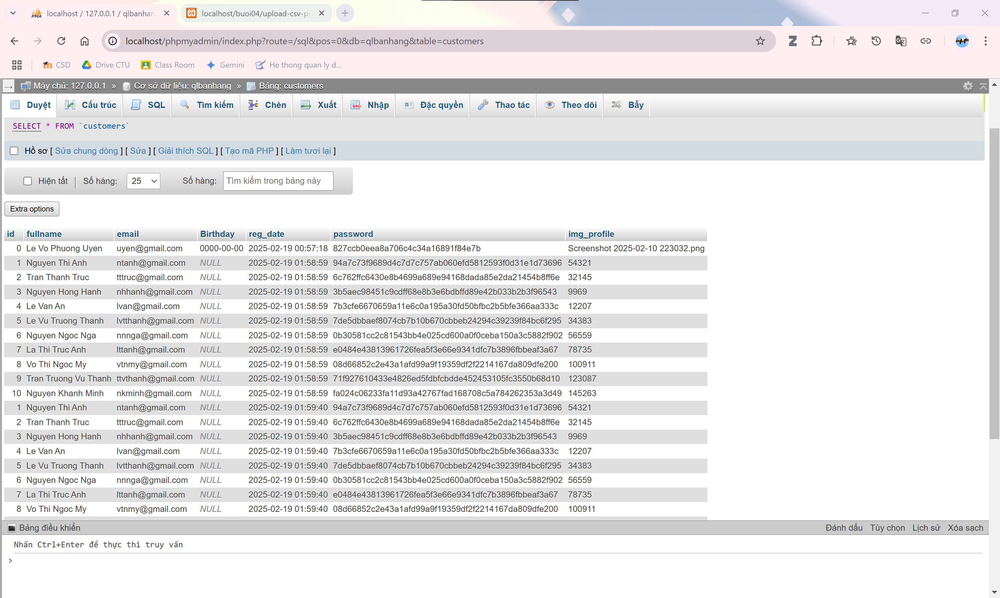 localhost / 127.0.0.1 / qlbanhan
localhost/buoi04/upload-csv-pr
localhost/phpmyadmin/index.php?route=/sql&pos=0&db=qlbanhang&table=customers
CSD Drive CTU Class Room Gemini He thong quan ly d...
Máy chủ: 127.0.0.1 » Cơ sở dữ liệu: qlbanhang » Bảng: customers
Duyệt Cấu trúc SQL Tìm kiếm Chèn Xuất Nhập Đặc quyền Thao tác Theo dõi Bẫy
SELECT * FROM `customers`
Hồ sơ [ Sửa chung dòng ] [ Sửa ] [ Giải thích SQL ] [ Tạo mã PHP ] [ Làm tươi lại ]
Hiện tất | Số hàng: 25 Số hàng: Tìm kiếm trong bảng này
Extra options
id fullname email Birthday reg_date password img_profile
0 Le Vo Phuong Uyen uyen@gmail.com 0000-00-00 2025-02-19 00:57:18 827ccb0eea8a706c4c34a16891f84e7b Screenshot 2025-02-10 223032.png
1 Nguyen Thi Anh ntanh@gmail.com NULL 2025-02-19 01:58:59 94a7c73f9689d4c7d7c757ab060efd5812593f0d31e1d73696 54321
2 Tran Thanh Truc tttruc@gmail.com NULL 2025-02-19 01:58:59 6c762ffc6430e8b4699a689e94168dada85e2da21454b8ff6e 32145
3 Nguyen Hong Hanh nhhanh@gmail.com NULL 2025-02-19 01:58:59 3b5aec98451c9cdff68e8b3e6bdbffd89e42b033b2b3f96543 9969
4 Le Van An lvan@gmail.com NULL 2025-02-19 01:58:59 7b3cfe6670659a11e6c0a195a30fd50bfbc2b5bfe366aa333c 12207
5 Le Vu Truong Thanh lvtthanh@gmail.com NULL 2025-02-19 01:58:59 7de5dbbaef8074cb7b10b670cbbeb24294c39239f84bc6f295 34383
6 Nguyen Ngoc Nga nnnga@gmail.com NULL 2025-02-19 01:58:59 0b30581cc2c81543bb4e025cd600a0f0ceba150a3c5882f902 56559
7 La Thi Truc Anh lttanh@gmail.com NULL 2025-02-19 01:58:59 e0484e43813961726fea5f3e66e9341dfc7b3896fbbeaf3a67 78735
8 Vo Thi Ngoc My vtnmy@gmail.com NULL 2025-02-19 01:58:59 08d66852c2e43a1afd99a9f19359df2f2214167da809dfe200 100911
9 Tran Truong Vu Thanh ttvthanh@gmail.com NULL 2025-02-19 01:58:59 71f927610433e4826ed5fdbfcbdde452453105fc3550b68d10 123087
10 Nguyen Khanh Minh nkminh@gmail.com NULL 2025-02-19 01:58:59 fa024c06233fa11d93a42767fad168708c5a784262353a3d49 145263
1 Nguyen Thi Anh ntanh@gmail.com NULL 2025-02-19 01:59:40 94a7c73f9689d4c7d7c757ab060efd5812593f0d31e1d73696 54321
2 Tran Thanh Truc tttruc@gmail.com NULL 2025-02-19 01:59:40 6c762ffc6430e8b4699a689e94168dada85e2da21454b8ff6e 32145
3 Nguyen Hong Hanh nhhanh@gmail.com NULL 2025-02-19 01:59:40 3b5aec98451c9cdff68e8b3e6bdbffd89e42b033b2b3f96543 9969
4 Le Van An lvan@gmail.com NULL 2025-02-19 01:59:40 7b3cfe6670659a11e6c0a195a30fd50bfbc2b5bfe366aa333c 12207
5 Le Vu Truong Thanh lvtthanh@gmail.com NULL 2025-02-19 01:59:40 7de5dbbaef8074cb7b10b670cbbeb24294c39239f84bc6f295 34383
6 Nguyen Ngoc Nga nnnga@gmail.com NULL 2025-02-19 01:59:40 0b30581cc2c81543bb4e025cd600a0f0ceba150a3c5882f902 56559
7 La Thi Truc Anh lttanh@gmail.com NULL 2025-02-19 01:59:40 e0484e43813961726fea5f3e66e9341dfc7b3896fbbeaf3a67 78735
8 Vo Thi Ngoc My vtnmy@gmail.com NULL 2025-02-19 01:59:40 08d66852c2e43a1afd99a9f19359df2f2214167da809dfe200 100911
Bảng điều khiển Đánh dấu Tùy chọn Lịch sử Xóa sạch
Nhấn Ctrl+Enter để thực thi truy vấn
>